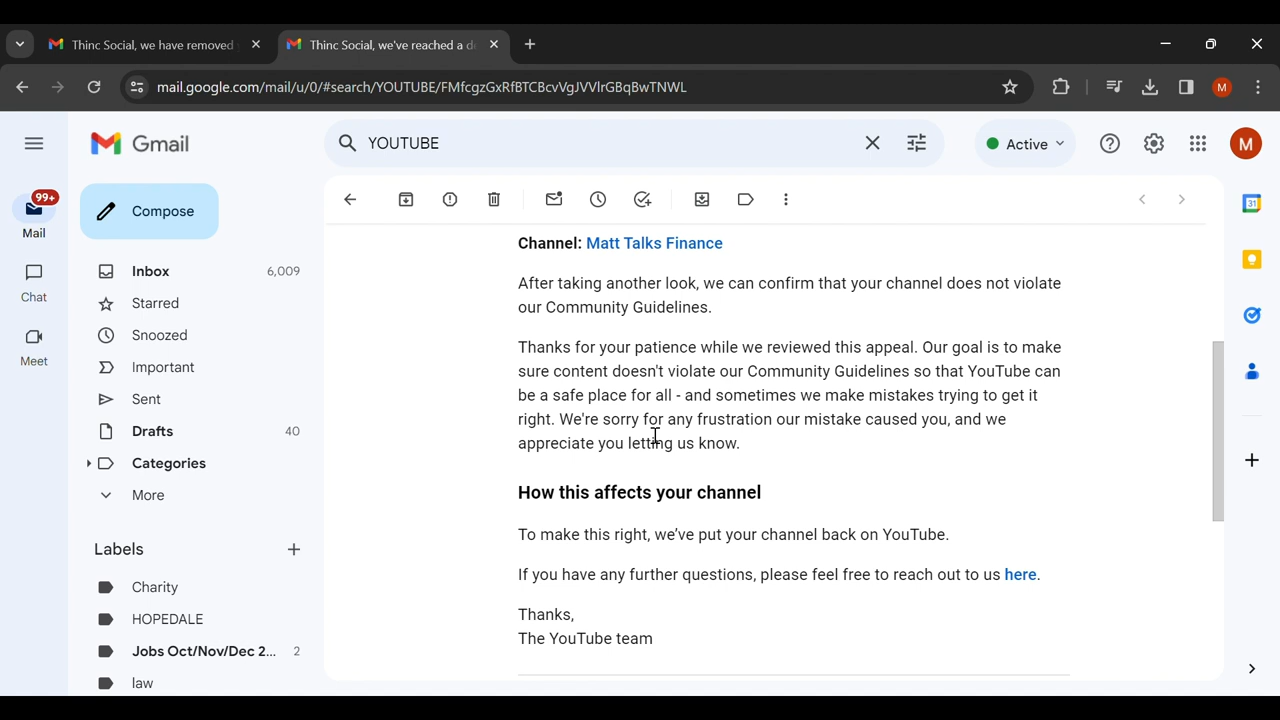 Thinc Social, we have removed
Thinc Social, we've reached a de
mail.google.com/mail/u/0/#search/YOUTUBE/FMfcgzGxRfBTCBcvVgJVVlrGBqBwTNWL
M
Gmail
YOUTUBE
Active
M
99+
Mail
Chat
Meet
Compose
Inbox 6,009
Starred
Snoozed
Important
Sent
Drafts 40
Categories
More
Labels
Charity
HOPEDALE
Jobs Oct/Nov/Dec 2... 2
law
Channel: Matt Talks Finance
After taking another look, we can confirm that your channel does not violate
our Community Guidelines.
Thanks for your patience while we reviewed this appeal. Our goal is to make
sure content doesn't violate our Community Guidelines so that YouTube can
be a safe place for all - and sometimes we make mistakes trying to get it
right. We're sorry for any frustration our mistake caused you, and we
appreciate you letting us know.
How this affects your channel
To make this right, we've put your channel back on YouTube.
If you have any further questions, please feel free to reach out to us here.
Thanks,
The YouTube team
31